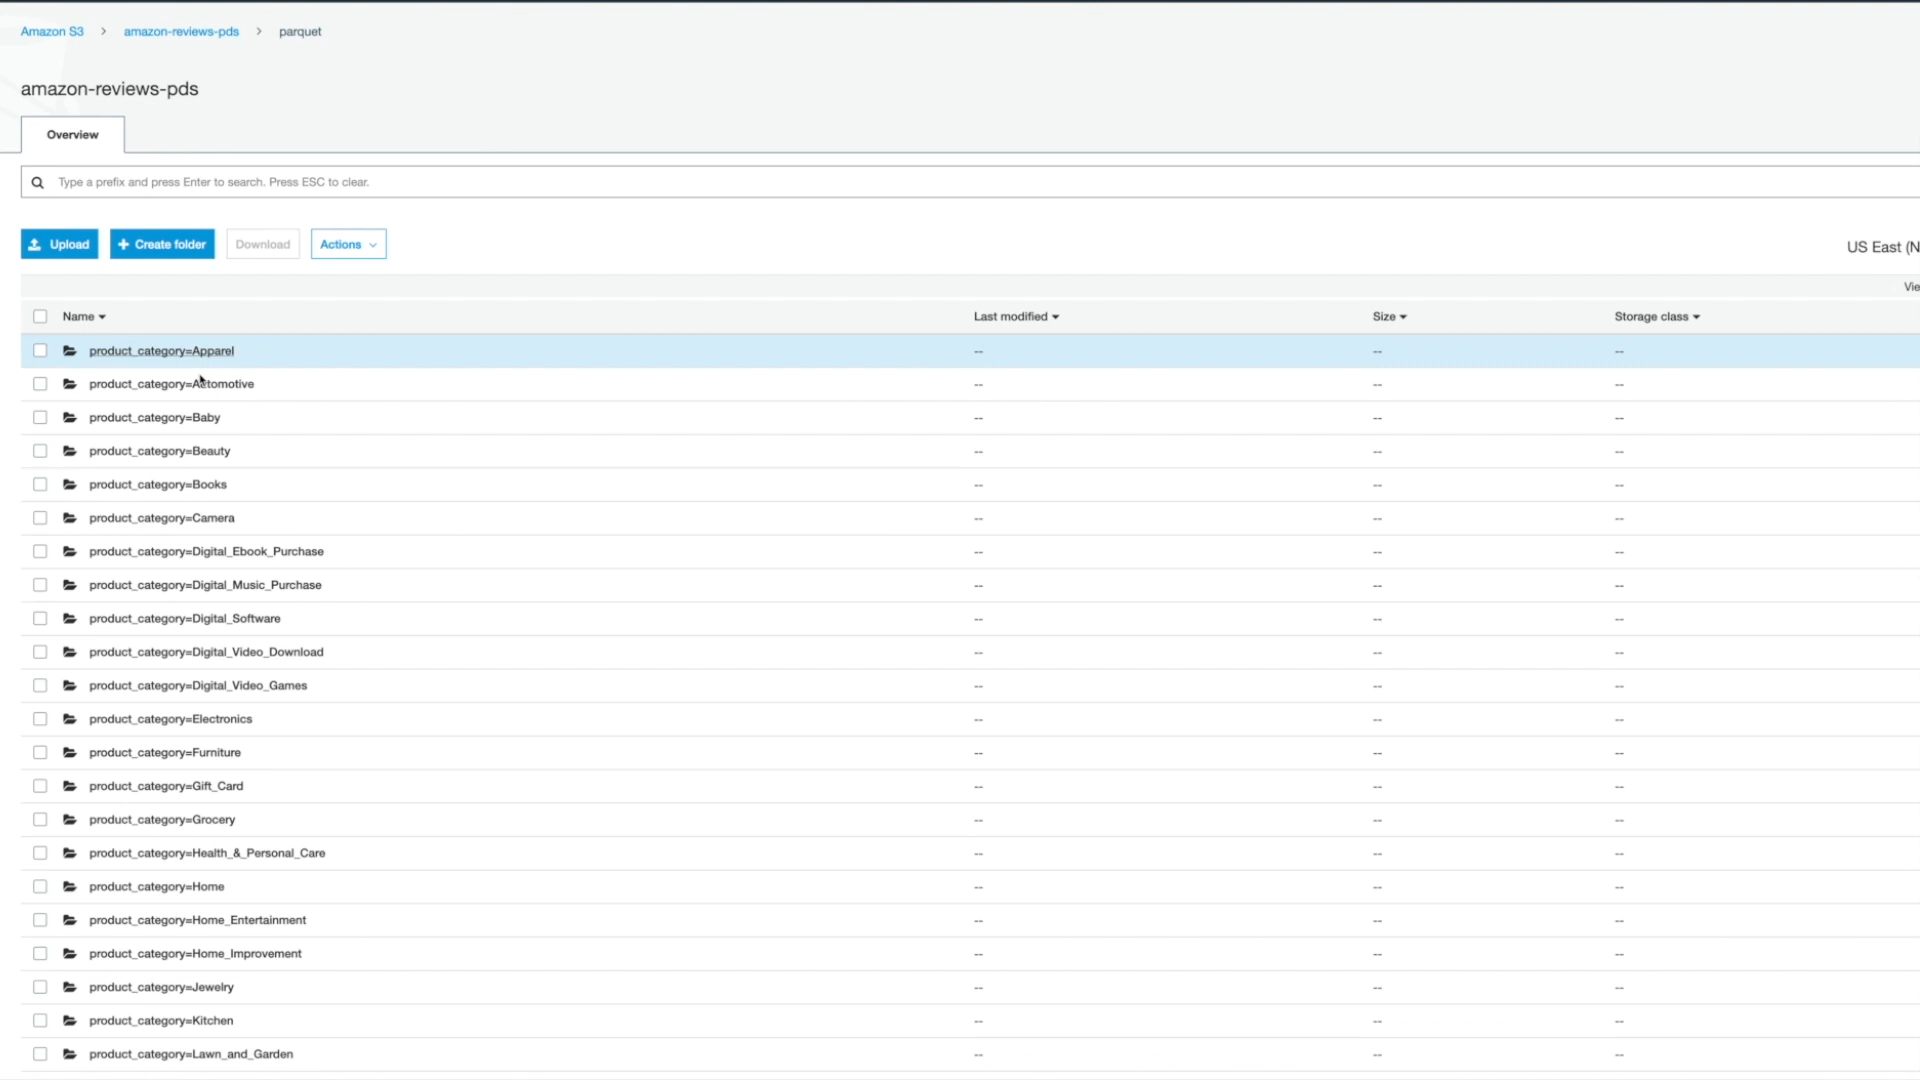 Amazon S3 > amazon-reviews-pds > parquet
amazon-reviews-pds
Overview
Type a prefix and press Enter to search. Press ESC to clear.
Upload + Create folder Download Actions
US East (N
Vie
Name Last modified Size Storage class
product_category=Apparel -- -- --
product_category=Automotive -- -- --
product_category=Baby -- -- --
product_category=Beauty -- -- --
product_category=Books -- -- --
product_category=Camera -- -- --
product_category=Digital_Ebook_Purchase -- -- --
product_category=Digital_Music_Purchase -- -- --
product_category=Digital_Software -- -- --
product_category=Digital_Video_Download -- -- --
product_category=Digital_Video_Games -- -- --
product_category=Electronics -- -- --
product_category=Furniture -- -- --
product_category=Gift_Card -- -- --
product_category=Grocery -- -- --
product_category=Health_&_Personal_Care -- -- --
product_category=Home -- -- --
product_category=Home_Entertainment -- -- --
product_category=Home_Improvement -- -- --
product_category=Jewelry -- -- --
product_category=Kitchen -- -- --
product_category=Lawn_and_Garden -- -- --